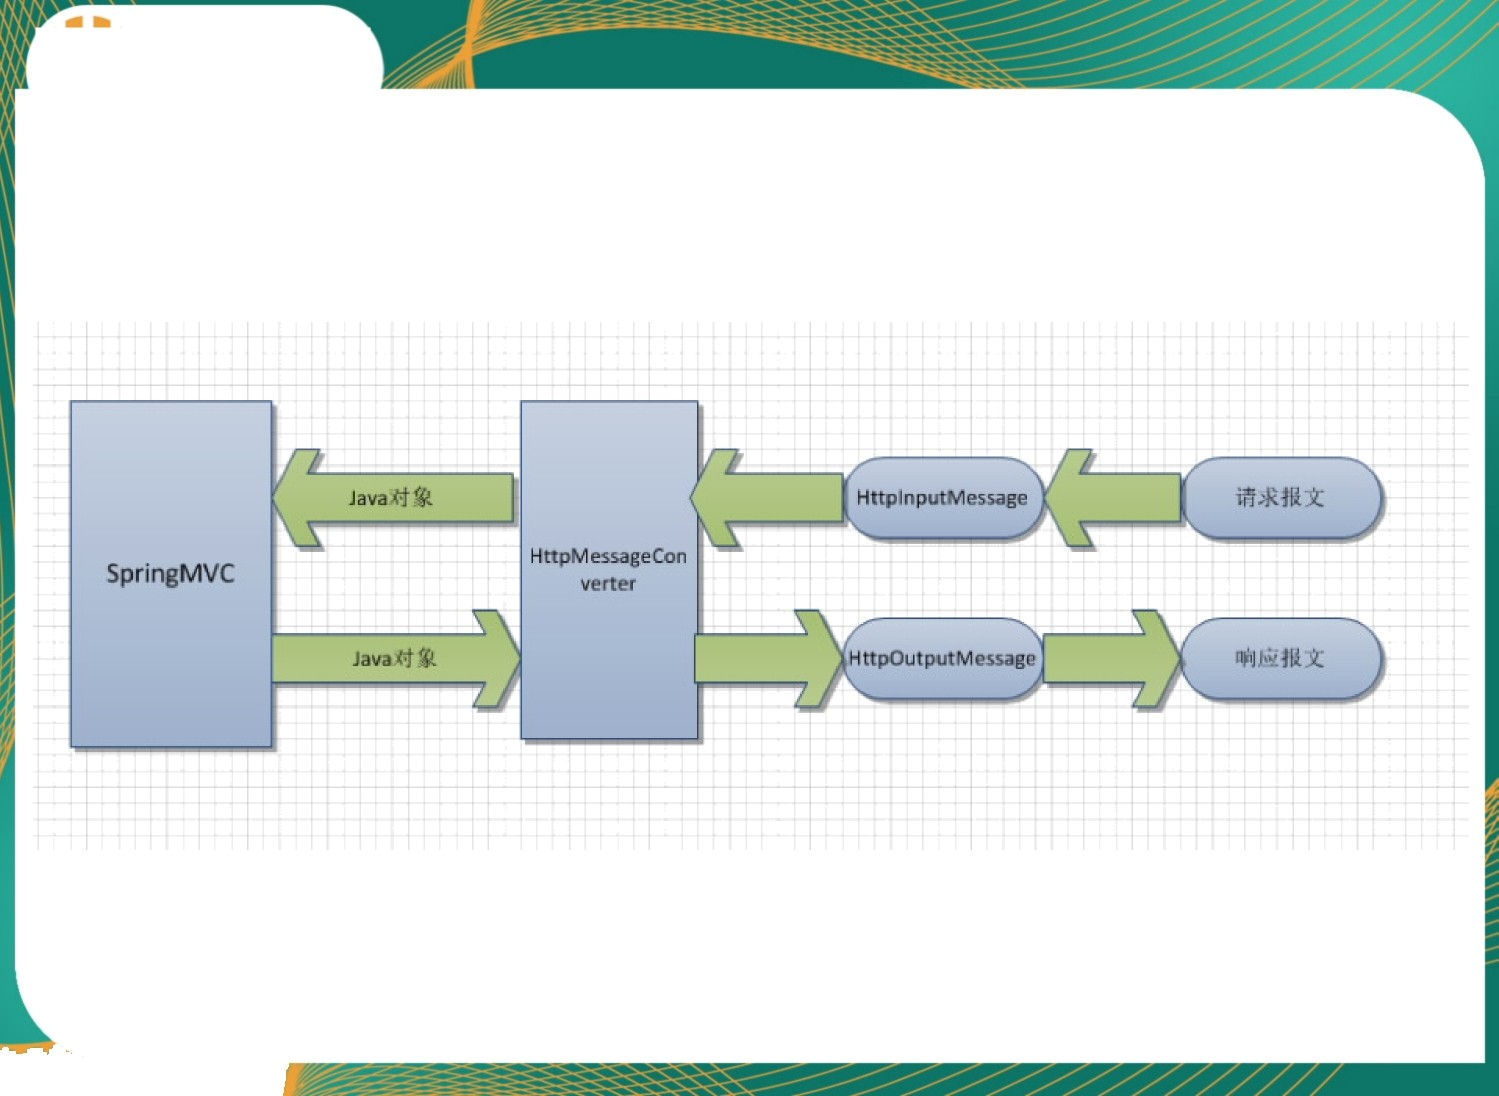 Java对象
HttpInputMessage
请求报文
SpringMVC
HttpMessageCon
verter
Java对象
HttpOutputMessage
响应报文